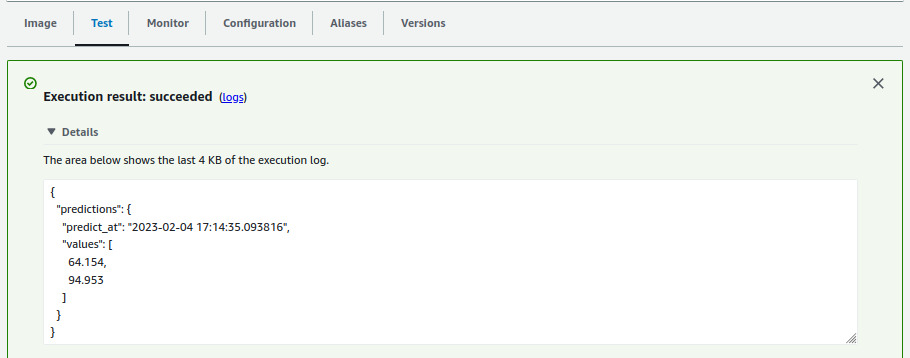 Image Test Monitor Configuration Aliases Versions
Execution result: succeeded (logs)
Details
The area below shows the last 4 KB of the execution log.
{
"predictions": {
"predict_at": "2023-02-04 17:14:35.093816",
"values": [
64.154,
94.953
]
}
}